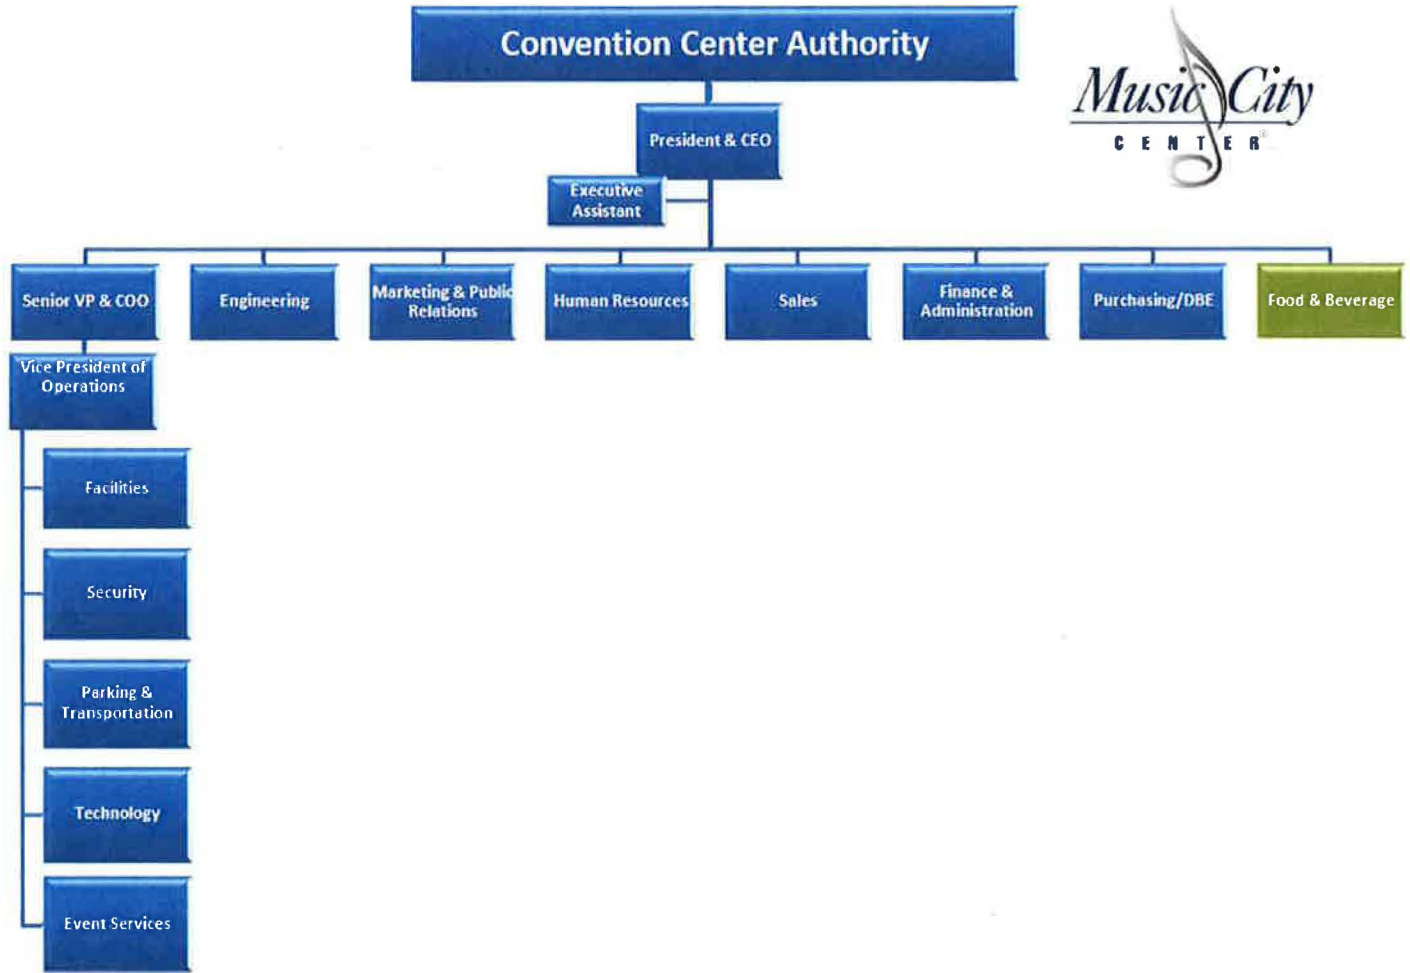 Convention Center Authority
Music City
CENTER®
President & CEO
Executive
Assistant
Senior VP & COO
Engineering
Marketing & Public
Relations
Human Resources
Sales
Finance &
Administration
Purchasing/DBE
Food & Beverage
Vice President of
Operations
Facilities
Security
Parking &
Transportation
Technology
Event Services